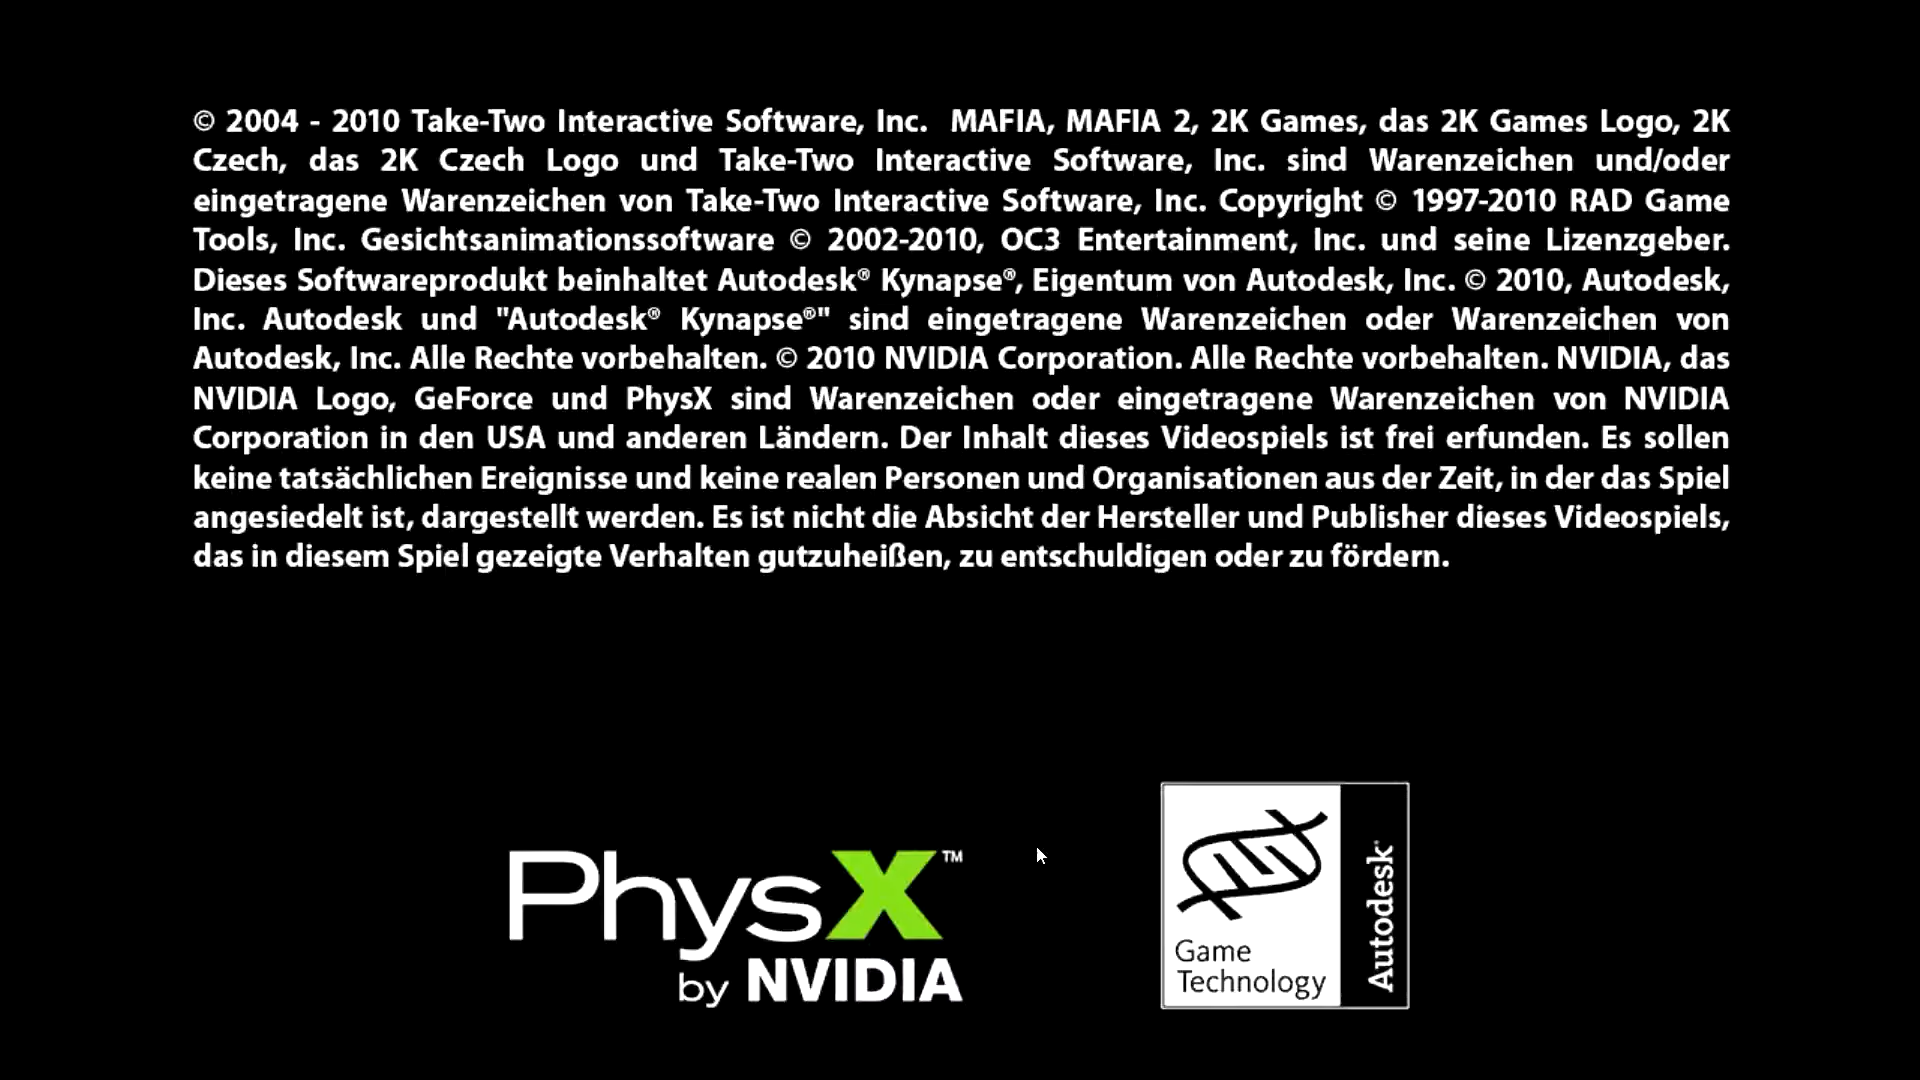 © 2004 - 2010 Take-Two Interactive Software, Inc.  MAFIA, MAFIA 2, 2K Games, das 2K Games Logo, 2K
Czech, das 2K Czech Logo und Take-Two Interactive Software, Inc. sind Warenzeichen und/oder
eingetragene Warenzeichen von Take-Two Interactive Software, Inc. Copyright © 1997-2010 RAD Game
Tools, Inc. Gesichtsanimationssoftware © 2002-2010, OC3 Entertainment, Inc. und seine Lizenzgeber.
Dieses Softwareprodukt beinhaltet Autodesk® Kynapse®, Eigentum von Autodesk, Inc. © 2010, Autodesk,
Inc. Autodesk und "Autodesk® Kynapse®" sind eingetragene Warenzeichen oder Warenzeichen von
Autodesk, Inc. Alle Rechte vorbehalten. © 2010 NVIDIA Corporation. Alle Rechte vorbehalten. NVIDIA, das
NVIDIA Logo, GeForce und PhysX sind Warenzeichen oder eingetragene Warenzeichen von NVIDIA
Corporation in den USA und anderen Ländern. Der Inhalt dieses Videospiels ist frei erfunden. Es sollen
keine tatsächlichen Ereignisse und keine realen Personen und Organisationen aus der Zeit, in der das Spiel
angesiedelt ist, dargestellt werden. Es ist nicht die Absicht der Hersteller und Publisher dieses Videospiels,
das in diesem Spiel gezeigte Verhalten gutzuheißen, zu entschuldigen oder zu fördern.
PhysX™
by NVIDIA
Game
Technology
Autodesk®